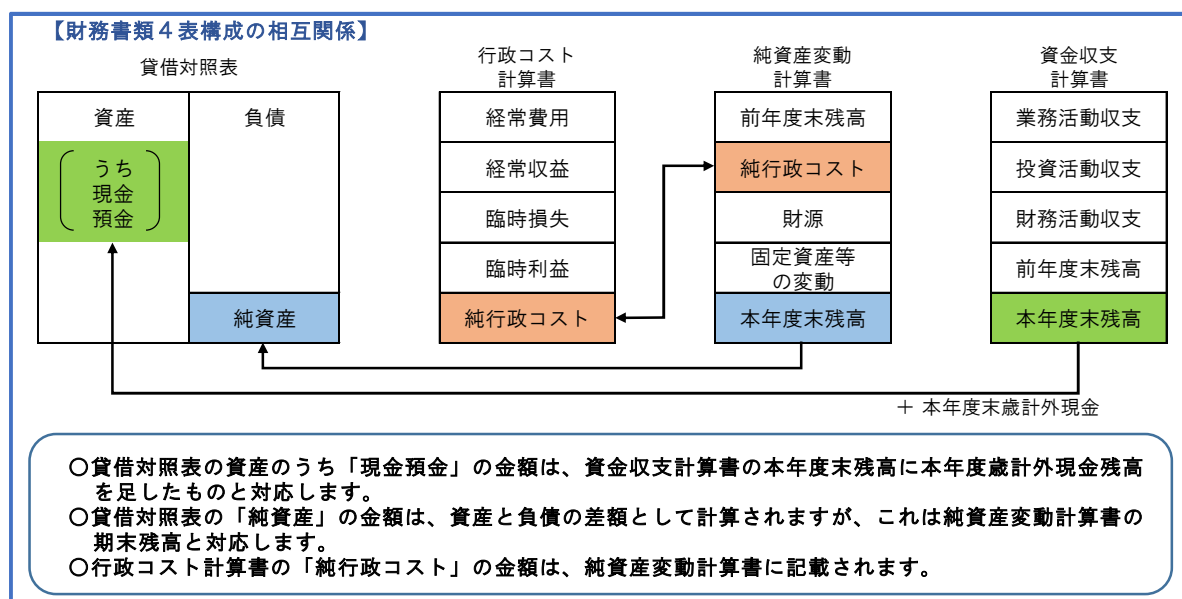 【財務書類４表構成の相互関係】
貸借対照表
資産
負債
うち
現金
預金
純資産
行政コスト
計算書
経常費用
経常収益
臨時損失
臨時利益
純行政コスト
純資産変動
計算書
前年度末残高
純行政コスト
財源
固定資産等
の変動
本年度末残高
資金収支
計算書
業務活動収支
投資活動収支
財務活動収支
前年度末残高
本年度末残高
＋ 本年度末歳計外現金
〇貸借対照表の資産のうち「現金預金」の金額は、資金収支計算書の本年度末残高に本年度歳計外現金残高
を足したものと対応します。
〇貸借対照表の「純資産」の金額は、資産と負債の差額として計算されますが、これは純資産変動計算書の
期末残高と対応します。
〇行政コスト計算書の「純行政コスト」の金額は、純資産変動計算書に記載されます。